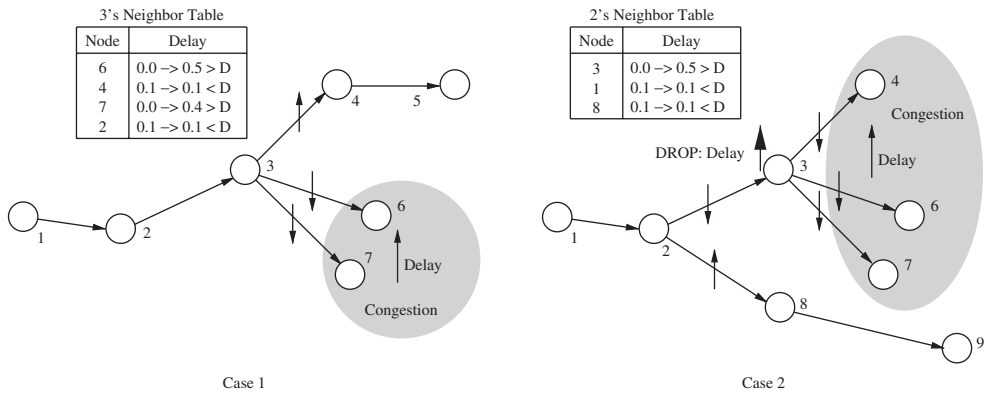 3's Neighbor Table
Node Delay
6 0.0 –> 0.5 > D
4 0.1 –> 0.1 < D
7 0.0 –> 0.4 > D
2 0.1 –> 0.1 < D
4
5
3
6
1
2
7
Delay
Congestion
Case 1
2's Neighbor Table
Node Delay
3 0.0 –> 0.5 > D
1 0.1 –> 0.1 < D
8 0.1 –> 0.1 < D
4
Congestion
DROP: Delay
3
Delay
6
1
2
7
8
9
Case 2